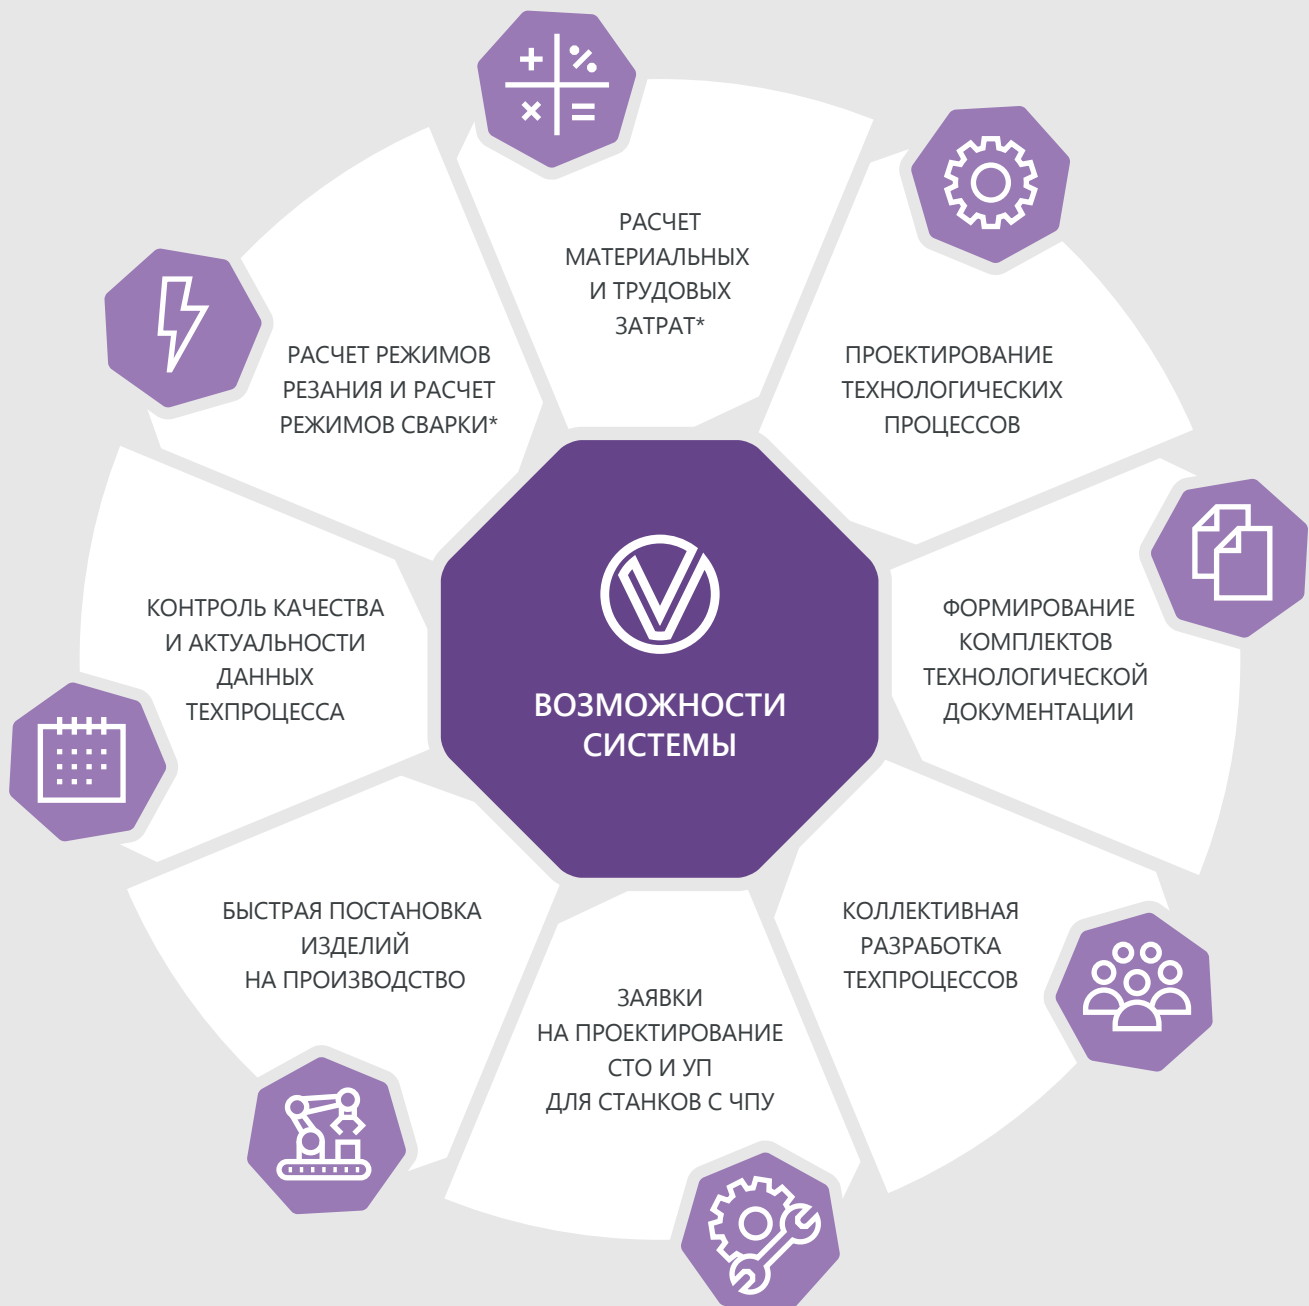 РАСЧЕТ
МАТЕРИАЛЬНЫХ
И ТРУДОВЫХ
ЗАТРАТ*
ПРОЕКТИРОВАНИЕ
ТЕХНОЛОГИЧЕСКИХ
ПРОЦЕССОВ
ФОРМИРОВАНИЕ
КОМПЛЕКТОВ
ТЕХНОЛОГИЧЕСКОЙ
ДОКУМЕНТАЦИИ
КОЛЛЕКТИВНАЯ
РАЗРАБОТКА
ТЕХПРОЦЕССОВ
ЗАЯВКИ
НА ПРОЕКТИРОВАНИЕ
СТО И УП
ДЛЯ СТАНКОВ С ЧПУ
БЫСТРАЯ ПОСТАНОВКА
ИЗДЕЛИЙ
НА ПРОИЗВОДСТВО
КОНТРОЛЬ КАЧЕСТВА
И АКТУАЛЬНОСТИ
ДАННЫХ
ТЕХПРОЦЕССА
РАСЧЕТ РЕЖИМОВ
РЕЗАНИЯ И РАСЧЕТ
РЕЖИМОВ СВАРКИ*
ВОЗМОЖНОСТИ
СИСТЕМЫ